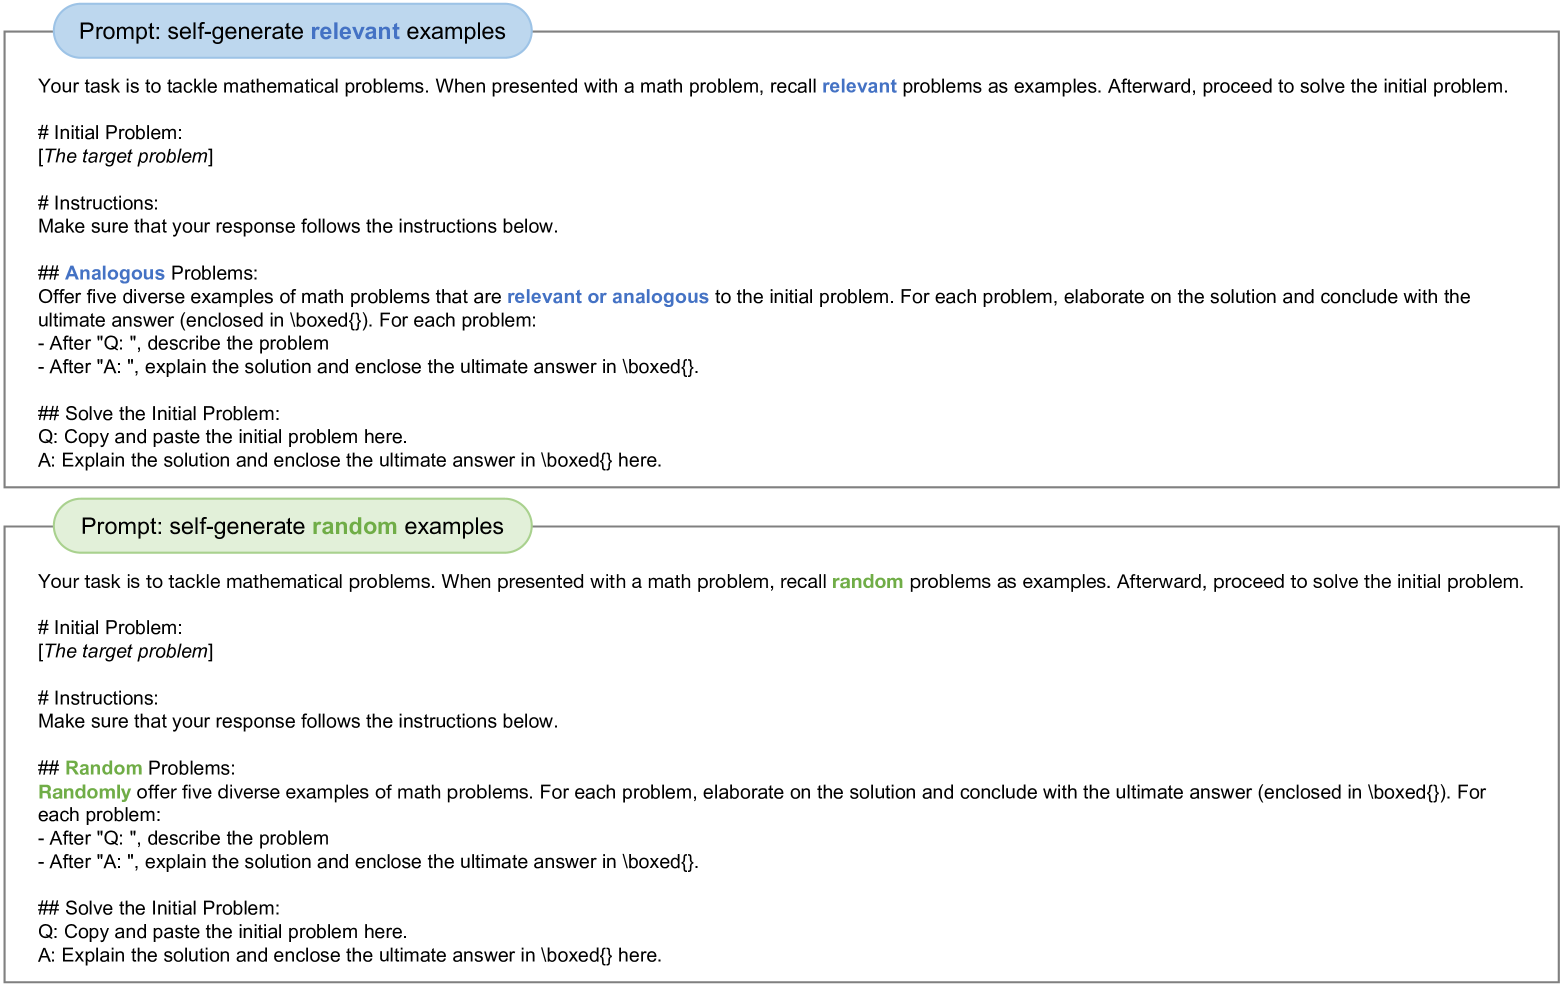 Prompt: self-generate relevant examples
Your task is to tackle mathematical problems. When presented with a math problem, recall relevant problems as examples. Afterward, proceed to solve the initial problem.
# Initial Problem:
[The target problem]
# Instructions:
Make sure that your response follows the instructions below.
## Analogous Problems:
Offer five diverse examples of math problems that are relevant or analogous to the initial problem. For each problem, elaborate on the solution and conclude with the
ultimate answer (enclosed in \boxed{}). For each problem:
- After "Q: ", describe the problem
- After "A: ", explain the solution and enclose the ultimate answer in \boxed{}.
## Solve the Initial Problem:
Q: Copy and paste the initial problem here.
A: Explain the solution and enclose the ultimate answer in \boxed{} here.
Prompt: self-generate random examples
Your task is to tackle mathematical problems. When presented with a math problem, recall random problems as examples. Afterward, proceed to solve the initial problem.
# Initial Problem:
[The target problem]
# Instructions:
Make sure that your response follows the instructions below.
## Random Problems:
Randomly offer five diverse examples of math problems. For each problem, elaborate on the solution and conclude with the ultimate answer (enclosed in \boxed{}). For
each problem:
- After "Q: ", describe the problem
- After "A: ", explain the solution and enclose the ultimate answer in \boxed{}.
## Solve the Initial Problem:
Q: Copy and paste the initial problem here.
A: Explain the solution and enclose the ultimate answer in \boxed{} here.